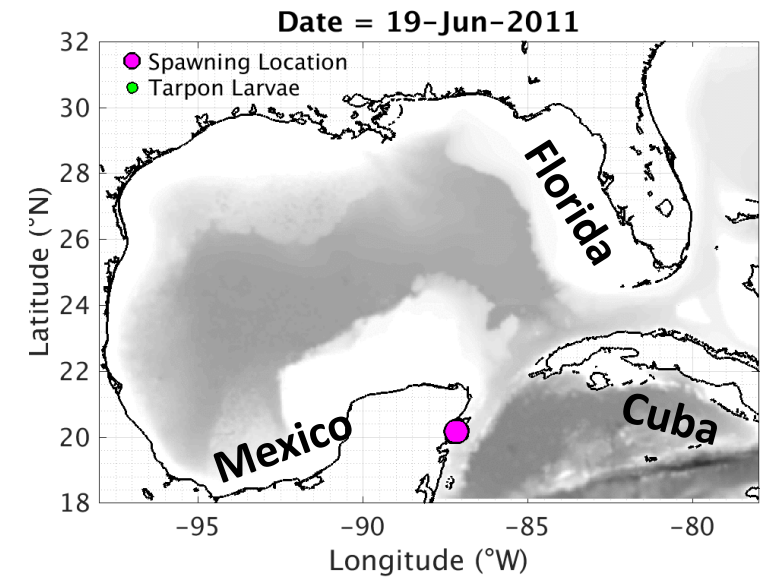 Date = 19-Jun-2011
Spawning Location
Tarpon Larvae
32
30
28
26
24
22
20
18
Latitude (°N)
Florida
Cuba
Mexico
−95
−90
−85
−80
Longitude (°W)